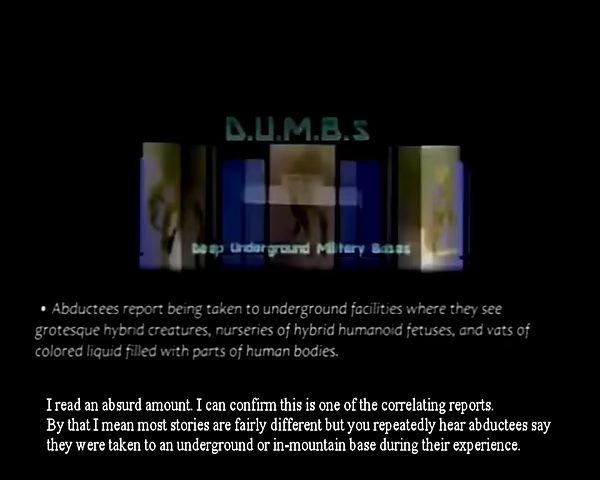 D.U.M.B.s
Deep Underground Military Bases
• Abductees report being taken to underground facilities where they see
grotesque hybrid creatures, nurseries of hybrid humanoid fetuses, and vats of
colored liquid filled with parts of human bodies.
I read an absurd amount. I can confirm this is one of the correlating reports.
By that I mean most stories are fairly different but you repeatedly hear abductees say
they were taken to an underground or in-mountain base during their experience.